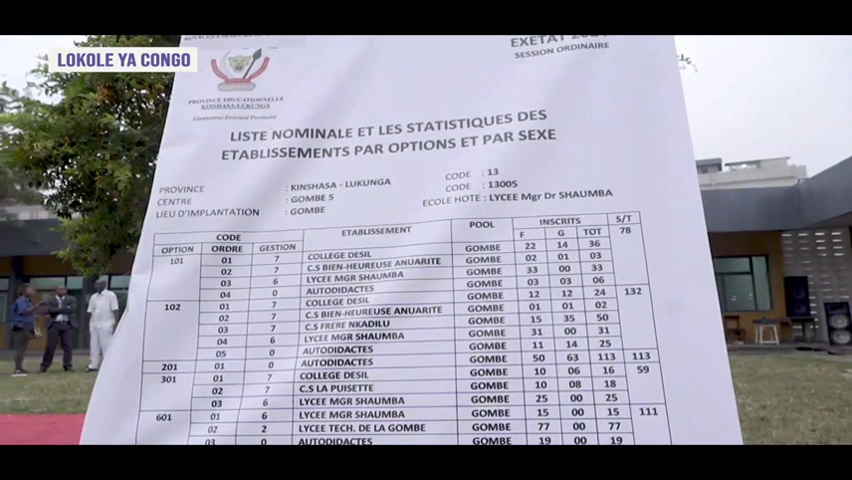 LOKOLE YA CONGO
EXETAT
SESSION ORDINAIRE
PROVINCE EDUCATIONNELLE
KINSHASA-LUKUNGA
LISTE NOMINALE ET LES STATISTIQUES DES
ETABLISSEMENTS PAR OPTIONS ET PAR SEXE
PROVINCE : KINSHASA - LUKUNGA CODE : 13
CENTRE : GOMBE 5 CODE : 13005
LIEU D'IMPLANTATION : GOMBE ECOLE HOTE : LYCEE Mgr Dr SHAUMBA
CODE ETABLISSEMENT POOL INSCRITS S/T
OPTION ORDRE GESTION F G TOT
101 01 7 COLLEGE DESIL GOMBE 22 14 36 78
02 7 C.S BIEN-HEUREUSE ANUARITE GOMBE 02 01 03
03 6 LYCEE MGR SHAUMBA GOMBE 33 00 33
04 0 AUTODIDACTES GOMBE 03 03 06
102 01 7 COLLEGE DESIL GOMBE 12 12 24 132
02 7 C.S BIEN-HEUREUSE ANUARITE GOMBE 01 01 02
03 7 C.S FRERE NKADILU GOMBE 15 35 50
04 6 LYCEE MGR SHAUMBA GOMBE 31 00 31
05 0 AUTODIDACTES GOMBE 11 14 25
201 01 0 AUTODIDACTES GOMBE 50 63 113 113
301 01 7 COLLEGE DESIL GOMBE 10 06 16 59
02 7 C.S LA PUISETTE GOMBE 10 08 18
03 6 LYCEE MGR SHAUMBA GOMBE 25 00 25
601 01 6 LYCEE MGR SHAUMBA GOMBE 15 00 15 111
02 2 LYCEE TECH. DE LA GOMBE GOMBE 77 00 77
03 0 AUTODIDACTES GOMBE 19 00 19